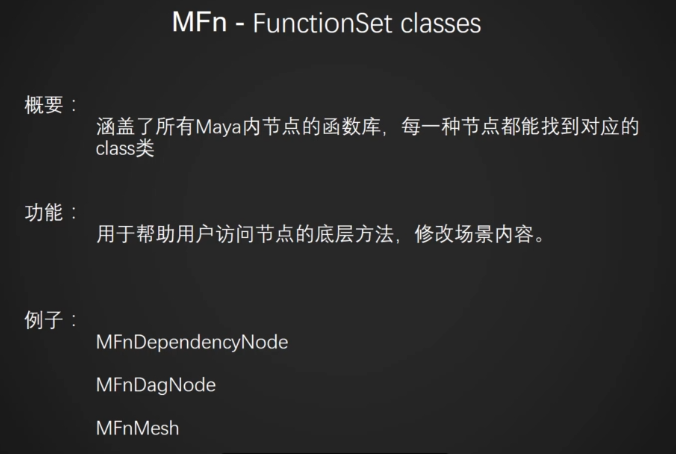 MFn - FunctionSet classes
概要：
涵盖了所有Maya内节点的函数库，每一种节点都能找到对应的
class类
功能：
用于帮助用户访问节点的底层方法，修改场景内容。
例子：
MFnDependencyNode
MFnDagNode
MFnMesh